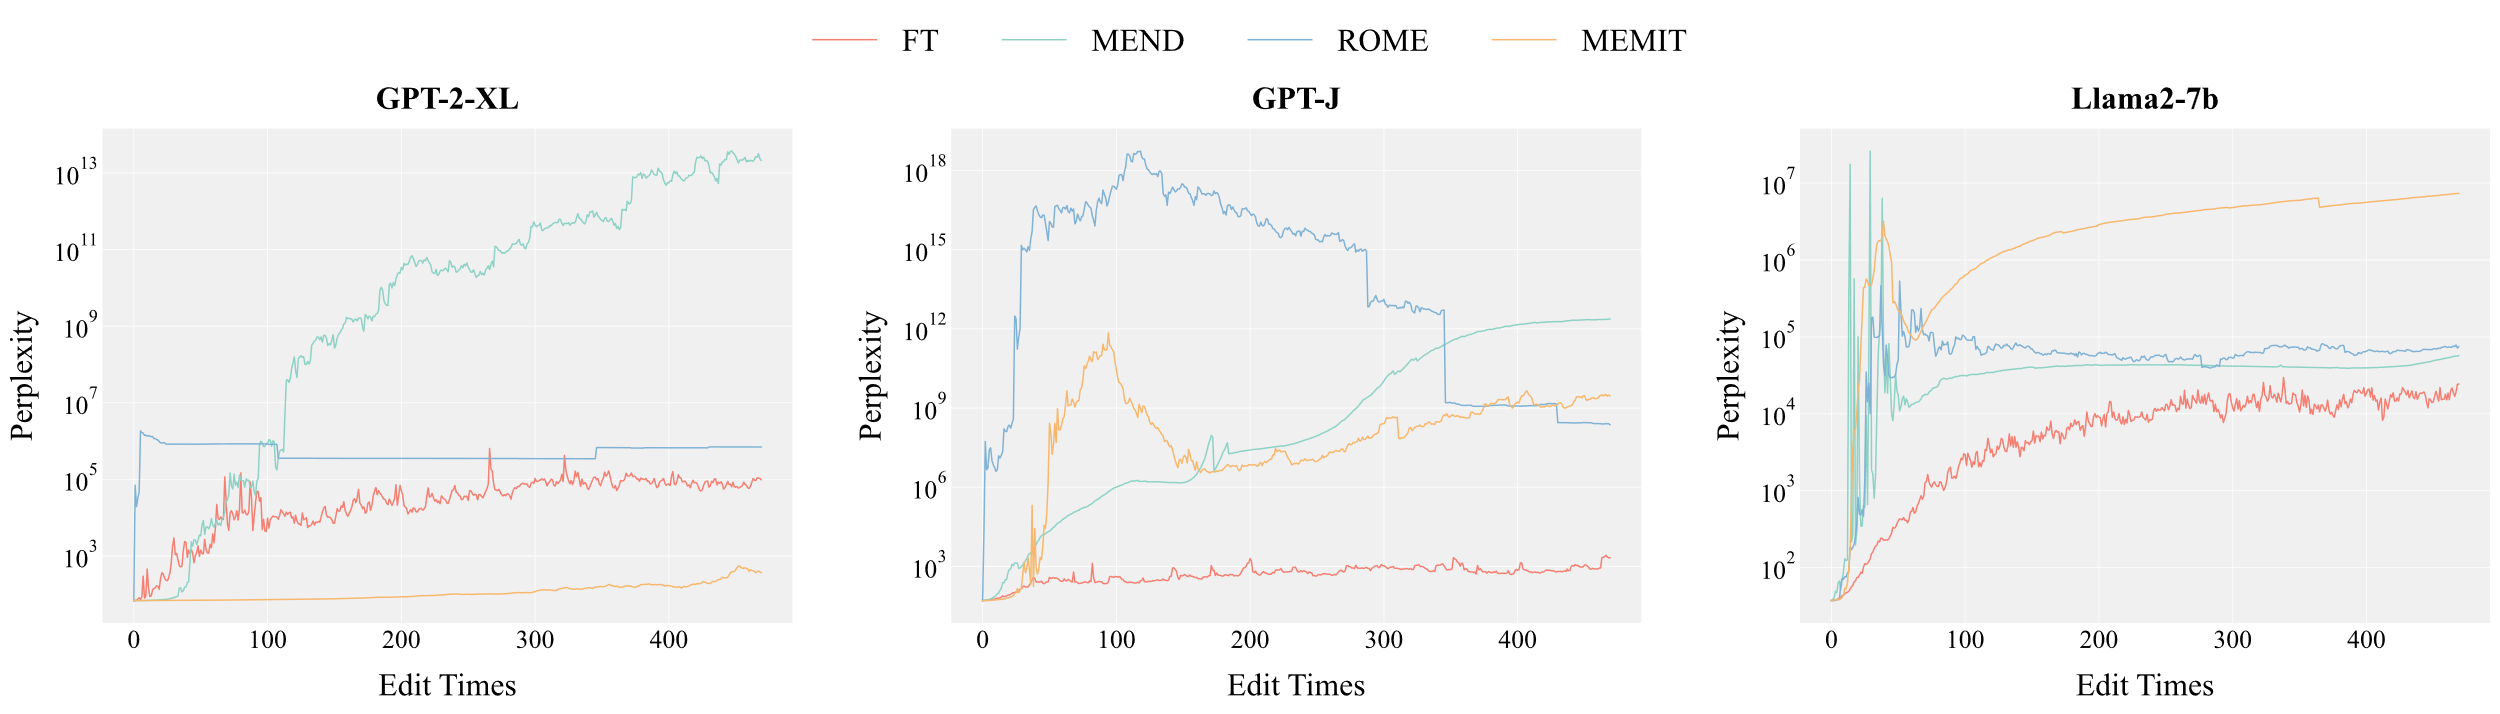 FT MEND ROME MEMIT
GPT-2-XL
Perplexity
10^13
10^11
10^9
10^7
10^5
10^3
0 100 200 300 400
Edit Times
GPT-J
Perplexity
10^18
10^15
10^12
10^9
10^6
10^3
0 100 200 300 400
Edit Times
Llama2-7b
Perplexity
10^7
10^6
10^5
10^4
10^3
10^2
0 100 200 300 400
Edit Times